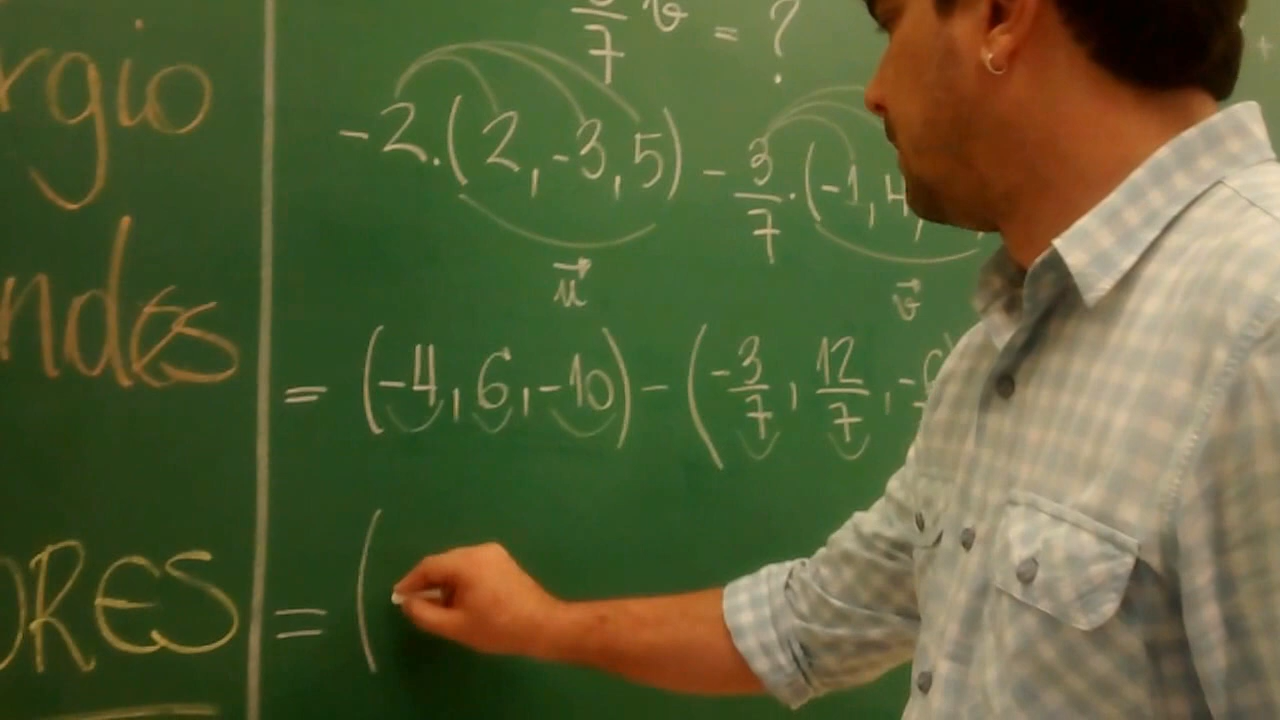 rgio
ndes
ORES
/7 v⃗ = ?
-2.(2,-3,5) - 3/7.(-1,4,
u⃗ v⃗
= (-4,6,-10) - (-3/7, 12/7, -6
= (